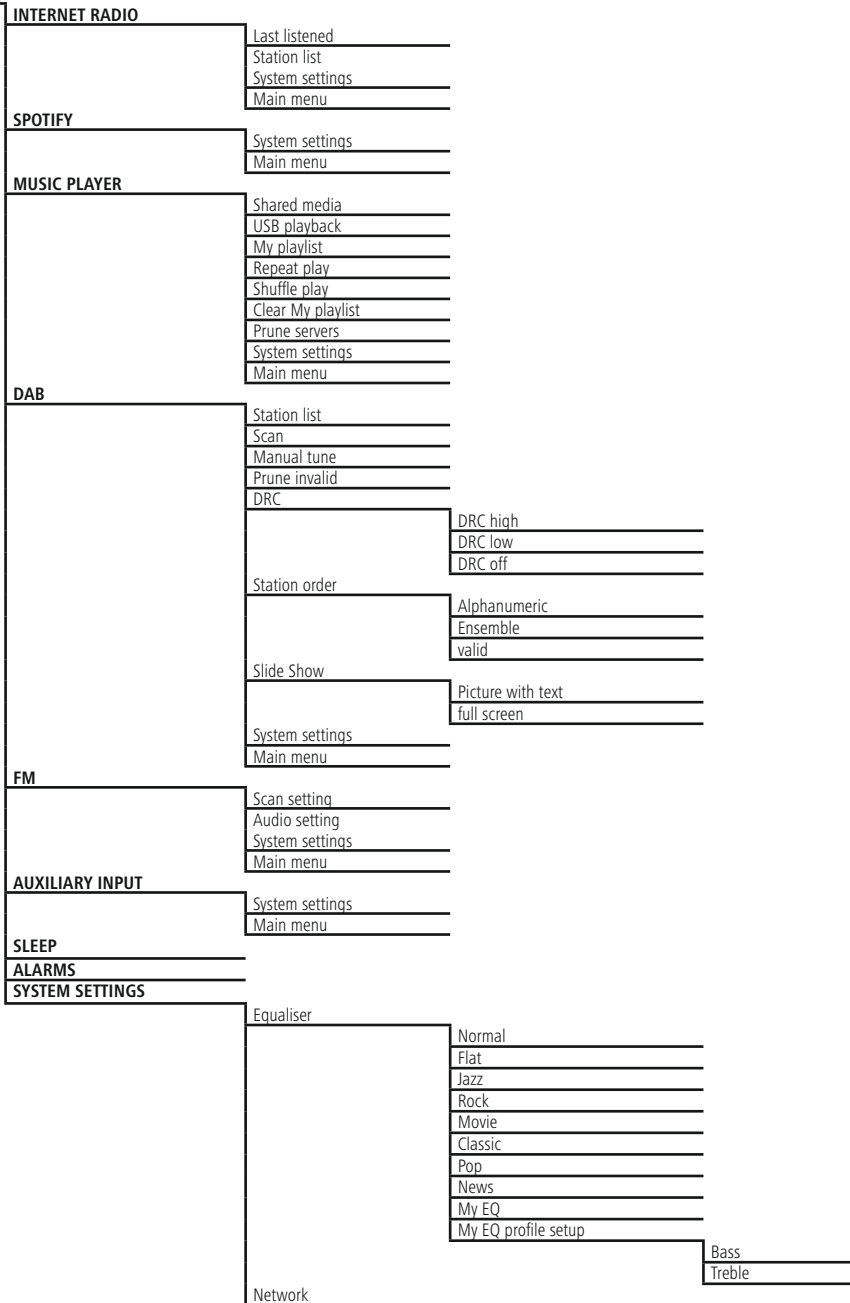 INTERNET RADIO
Last listened
Station list
System settings
Main menu
SPOTIFY
System settings
Main menu
MUSIC PLAYER
Shared media
USB playback
My playlist
Repeat play
Shuffle play
Clear My playlist
Prune servers
System settings
Main menu
DAB
Station list
Scan
Manual tune
Prune invalid
DRC
DRC high
DRC low
DRC off
Station order
Alphanumeric
Ensemble
valid
Slide Show
Picture with text
full screen
System settings
Main menu
FM
Scan setting
Audio setting
System settings
Main menu
AUXILIARY INPUT
System settings
Main menu
SLEEP
ALARMS
SYSTEM SETTINGS
Equaliser
Normal
Flat
Jazz
Rock
Movie
Classic
Pop
News
My EQ
My EQ profile setup
Bass
Treble
Network